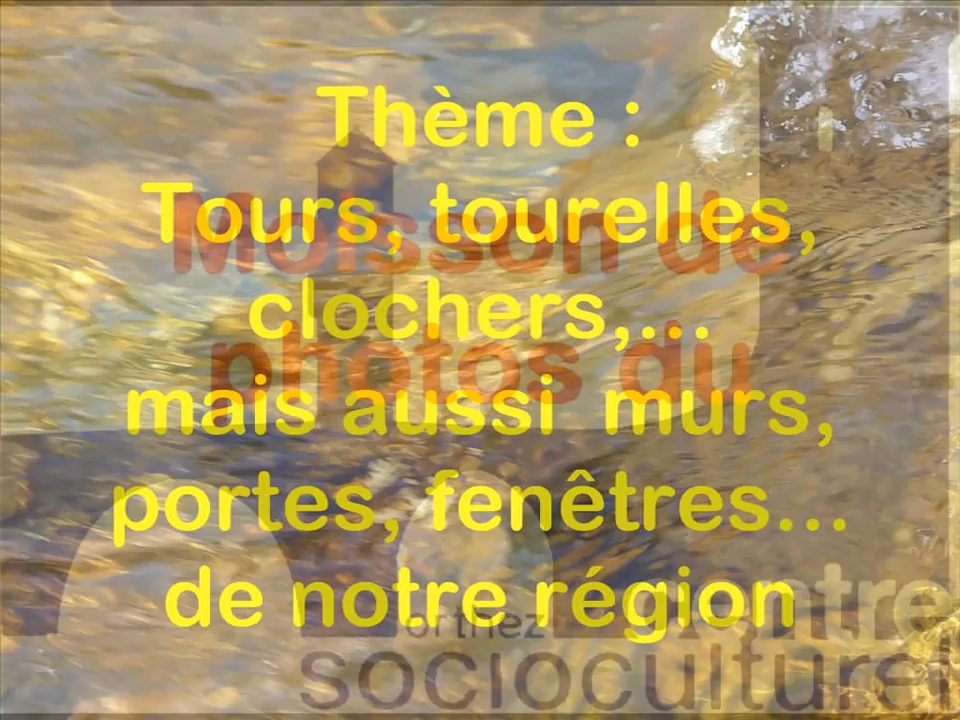 Thème :
Tours, tourelles,
Moisson de
clochers,...
photos du
mais aussi murs,
portes, fenêtres...
de notre région
centre
orthez
socioculturel